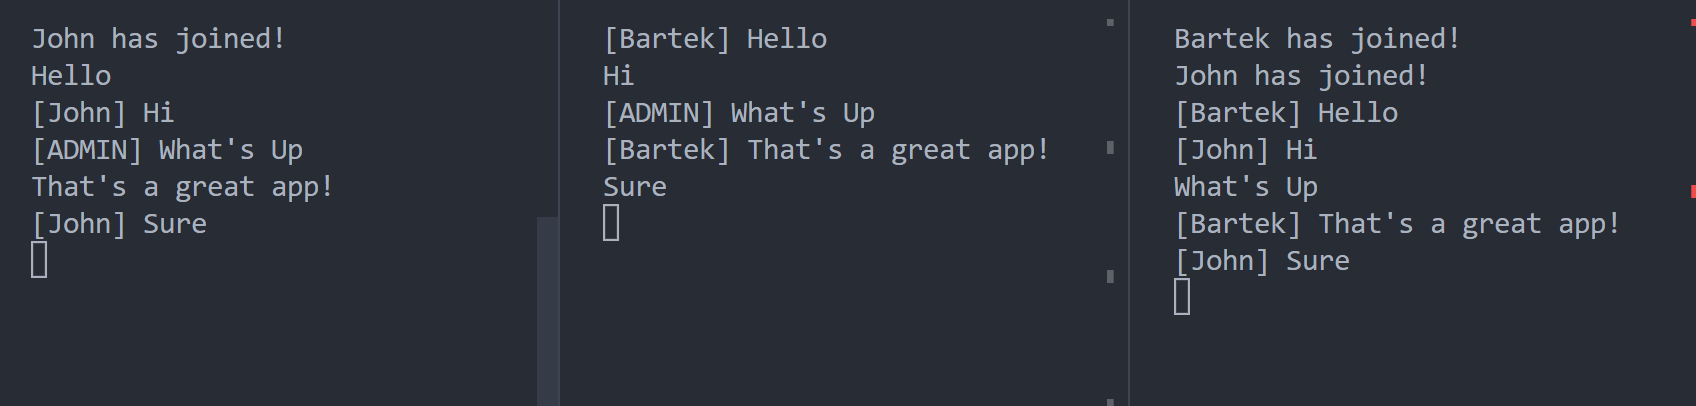 John has joined!
Hello
[John] Hi
[ADMIN] What's Up
That's a great app!
[John] Sure
[Bartek] Hello
Hi
[ADMIN] What's Up
[Bartek] That's a great app!
Sure
Bartek has joined!
John has joined!
[Bartek] Hello
[John] Hi
What's Up
[Bartek] That's a great app!
[John] Sure